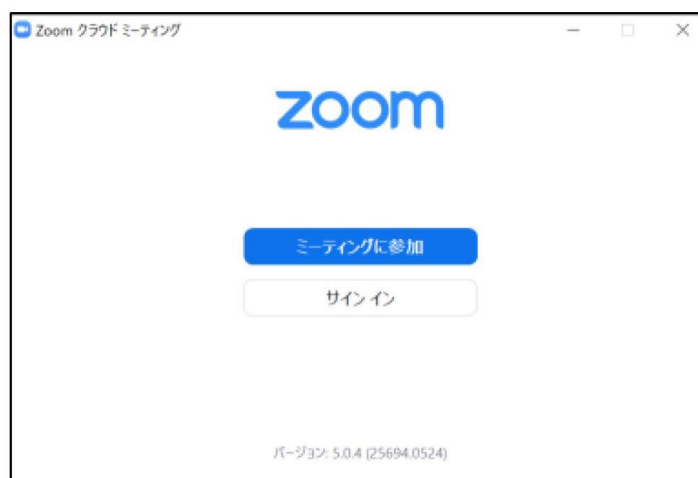 Zoom クラウド ミーティング
zoom
ミーティングに参加
サイン イン
バージョン: 5.0.4 (25694.0524)